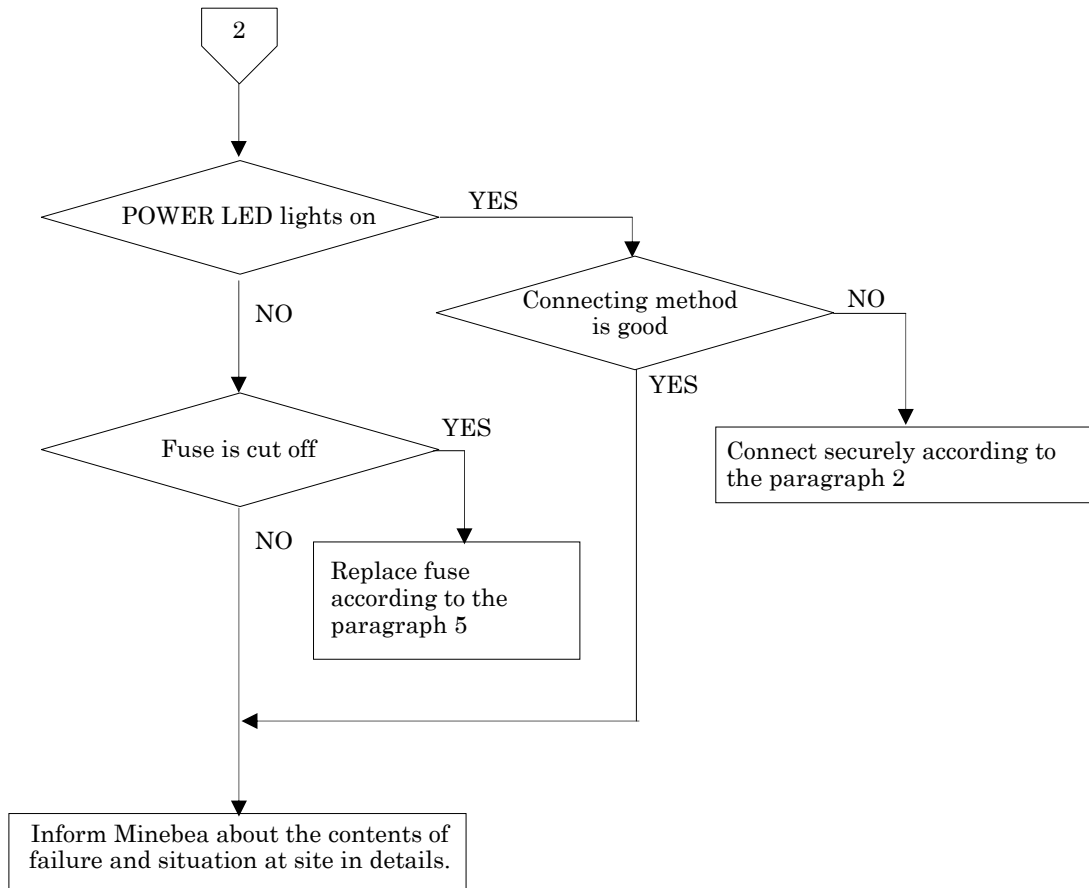 2
POWER LED lights on
YES
NO
Connecting method
is good
NO
YES
Fuse is cut off
YES
NO
Connect securely according to
the paragraph 2
Replace fuse
according to the
paragraph 5
Inform Minebea about the contents of
failure and situation at site in details.